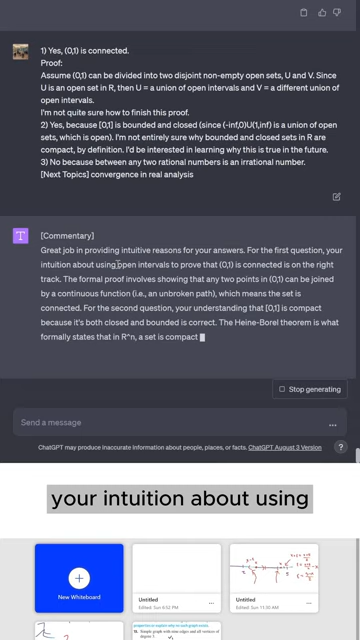 1) Yes, (0,1) is connected.
Proof:
Assume (0,1) can be divided into two disjoint non-empty open sets, U and V. Since
U is an open set in R, then U = a union of open intervals and V = a different union of
open intervals.
I'm not quite sure how to finish this proof.
2) Yes, because [0,1] is bounded and closed (since (-inf,0)U(1,inf) is a union of open
sets, which is open). I'm not entirely sure why bounded and closed sets in R are
compact, by definition. I'd be interested in learning why this is true in the future.
3) No because between any two rational numbers is an irrational number.
[Next Topics] convergence in real analysis
T
[Commentary]
Great job in providing intuitive reasons for your answers. For the first question, your
intuition about using open intervals to prove that (0,1) is connected is on the right
track. The formal proof involves showing that any two points in (0,1) can be joined
by a continuous function (i.e., an unbroken path), which means the set is
connected. For the second question, your understanding that [0,1] is compact
because it's both closed and bounded is correct. The Heine-Borel theorem is what
formally states that in R^n, a set is compact
Stop generating
Send a message
ChatGPT may produce inaccurate information about people, places, or facts. ChatGPT August 3 Version
?
your intuition about using
New Whiteboard
Untitled
Edited Sun 6:52 PM
Untitled
Edited Sun 11:30 AM